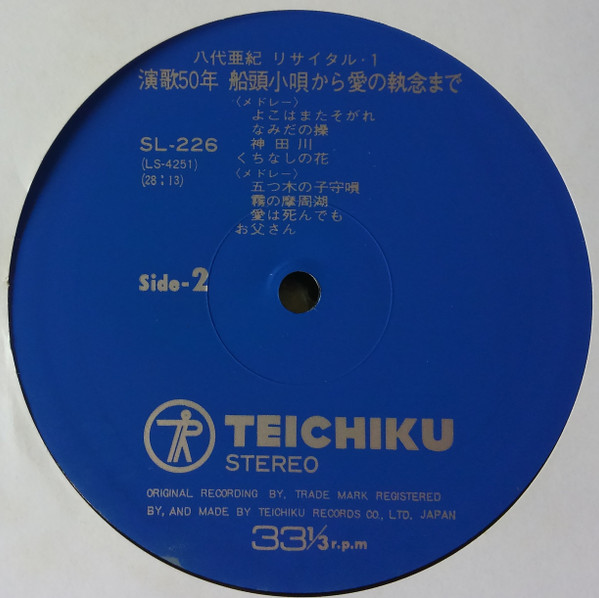 八代亜紀 リサイタル・1
演歌50年 船頭小唄から愛の執念まで
〈メドレー〉
よこはまたそがれ
なみだの操
神田川
くちなしの花
〈メドレー〉
五つ木の子守唄
霧の摩周湖
愛は死んでも
お父さん
SL-226
(LS-4251)
(28:13)
Side-2
TEICHIKU
STEREO
ORIGINAL RECORDING BY, TRADE MARK REGISTERED
BY, AND MADE BY TEICHIKU RECORDS CO., LTD. JAPAN
33 1/3 r.p.m